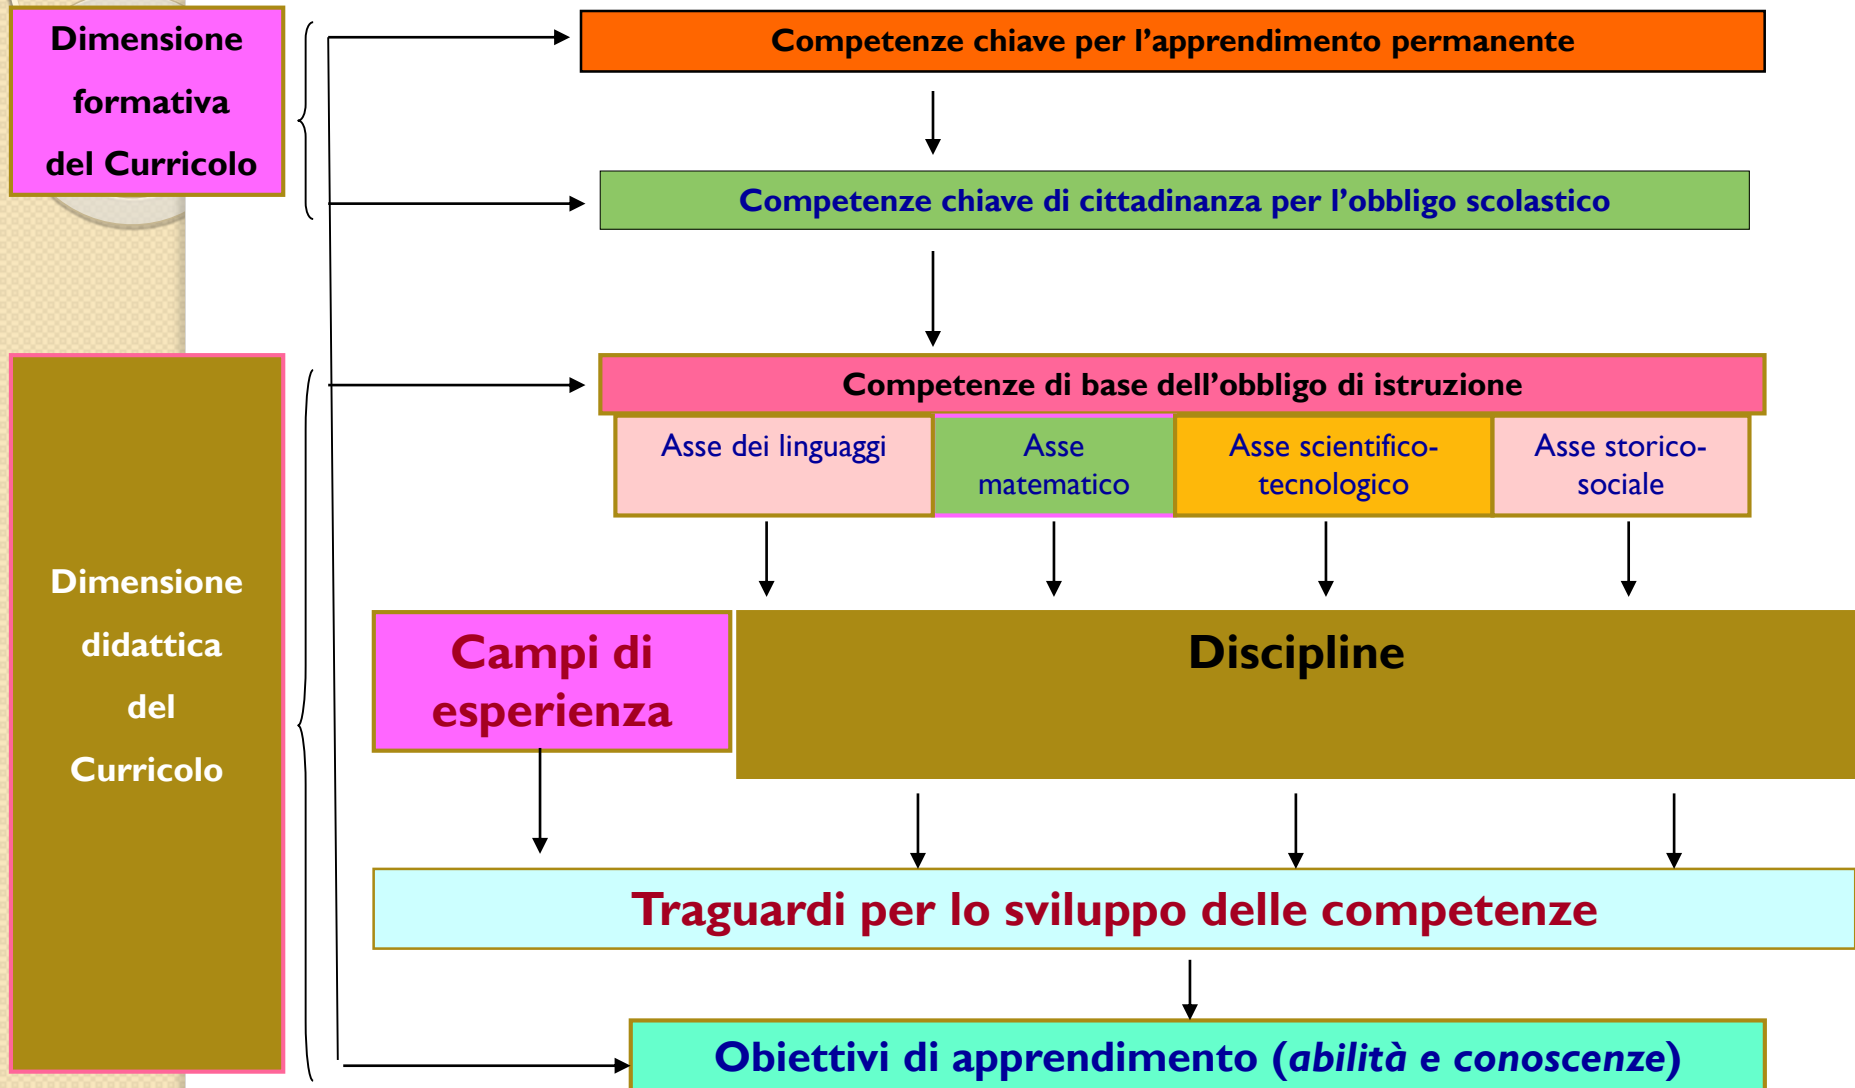 Dimensione
formativa
del Curricolo
Competenze chiave per l’apprendimento permanente
Competenze chiave di cittadinanza per l’obbligo scolastico
Dimensione
didattica
del
Curricolo
Competenze di base dell’obbligo di istruzione
Asse dei linguaggi
Asse
matematico
Asse scientifico-
tecnologico
Asse storico-
sociale
Campi di
esperienza
Discipline
Traguardi per lo sviluppo delle competenze
Obiettivi di apprendimento (abilità e conoscenze)